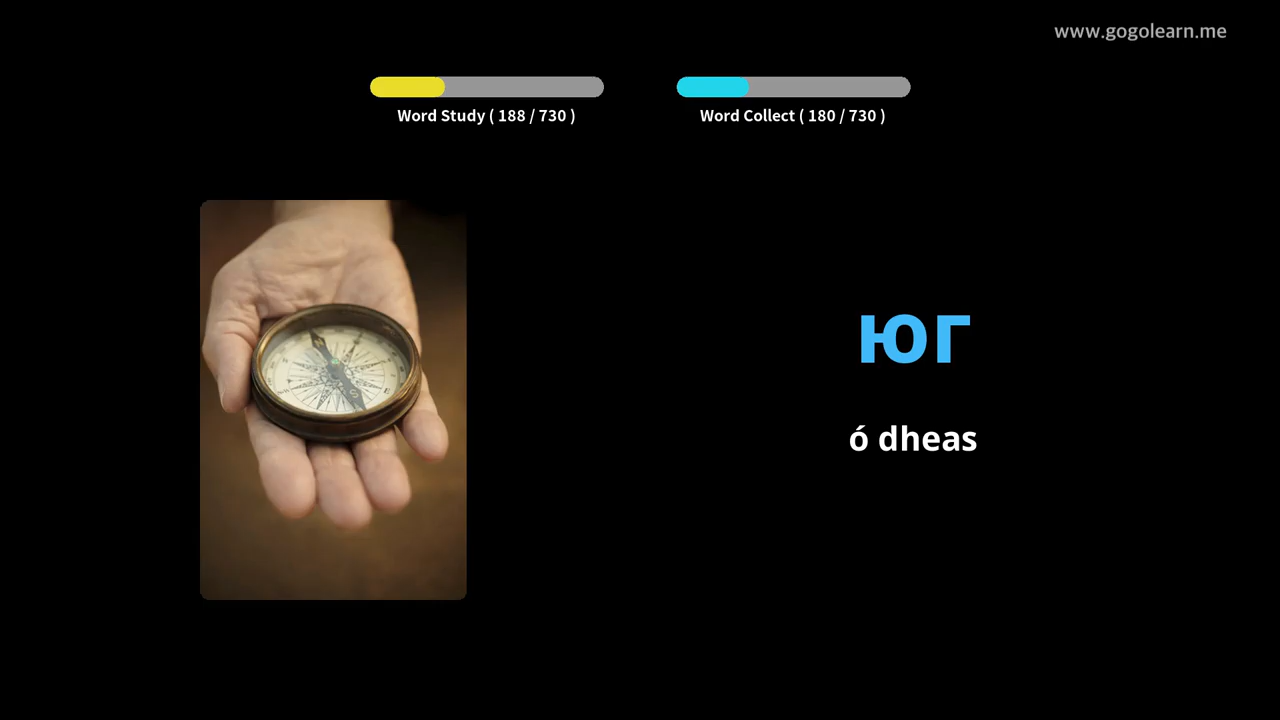 www.gogolearn.me
Word Study ( 188 / 730 )
Word Collect ( 180 / 730 )
юг
ó dheas